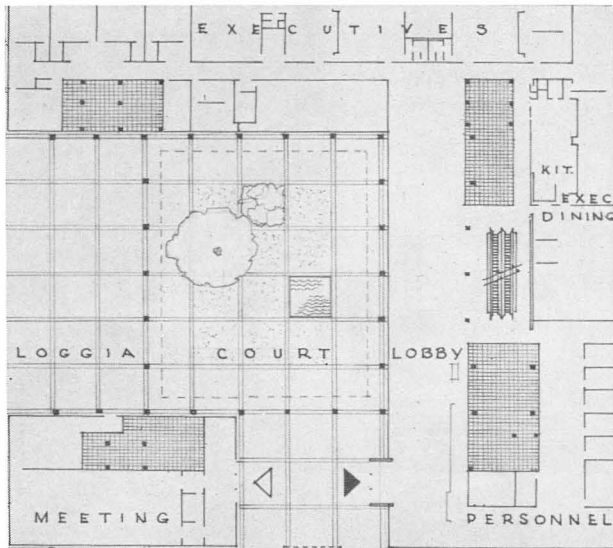 EXECUTIVES
KIT.
EXEC
DINING
LOGGIA COURT LOBBY
MEETING PERSONNEL